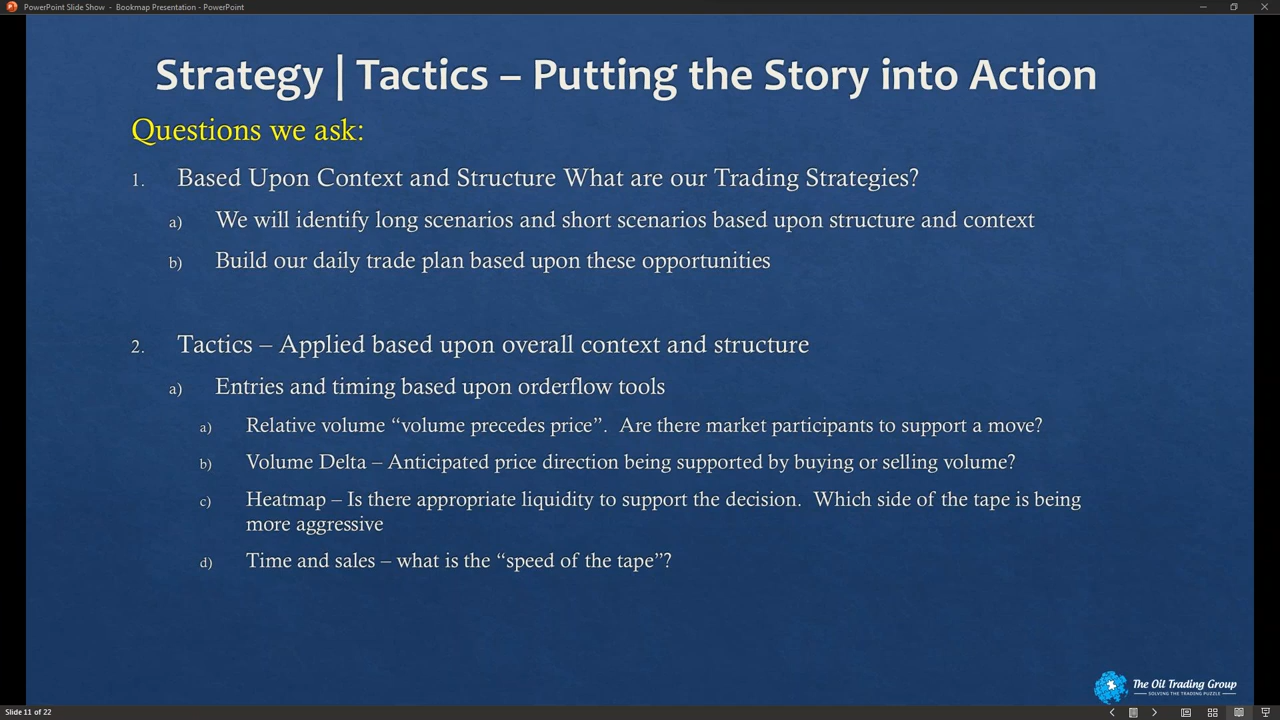 PowerPoint Slide Show - Bookmap Presentation - PowerPoint
Strategy | Tactics – Putting the Story into Action
Questions we ask:
1. Based Upon Context and Structure What are our Trading Strategies?
a) We will identify long scenarios and short scenarios based upon structure and context
b) Build our daily trade plan based upon these opportunities
2. Tactics – Applied based upon overall context and structure
a) Entries and timing based upon orderflow tools
a) Relative volume “volume precedes price”. Are there market participants to support a move?
b) Volume Delta – Anticipated price direction being supported by buying or selling volume?
c) Heatmap – Is there appropriate liquidity to support the decision. Which side of the tape is being
more aggressive
d) Time and sales – what is the “speed of the tape”?
The Oil Trading Group
SOLVING THE TRADING PUZZLE
Slide 11 of 22